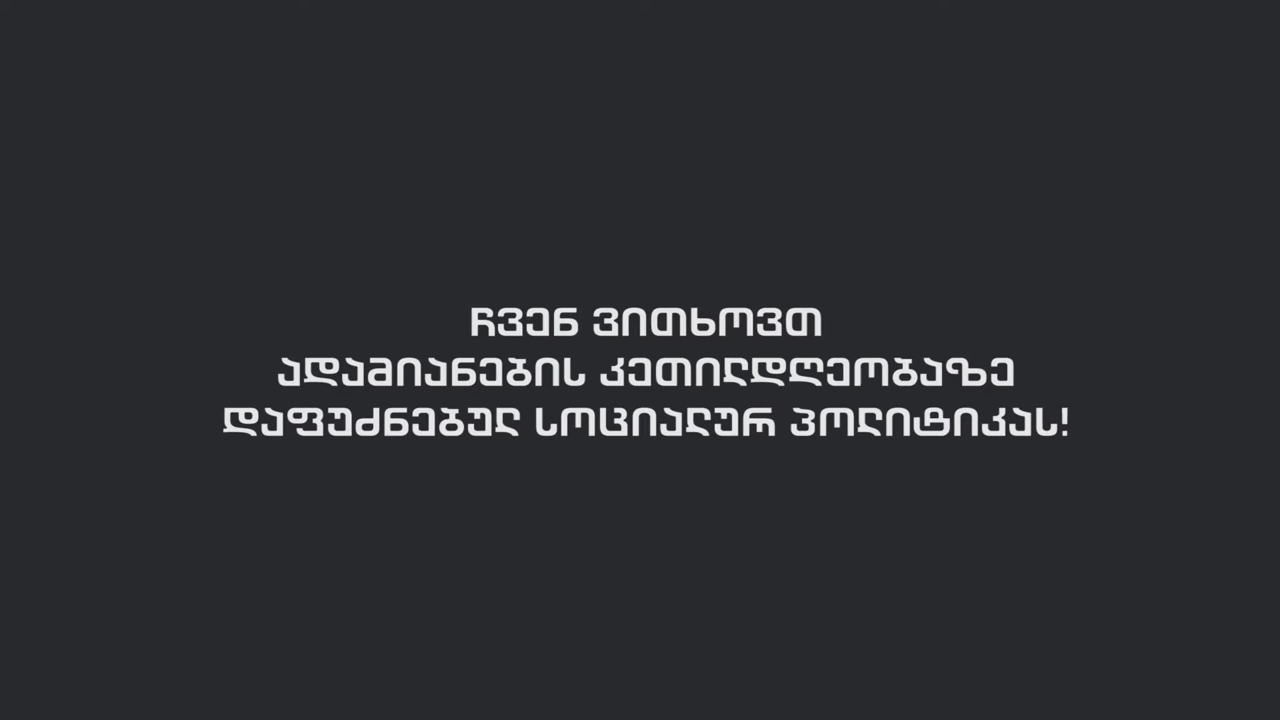 ჩვენ ვითხოვთ
ადამიანების კეთილდღეობაზე
დაფუძნებულ სოციალურ პოლიტიკას!